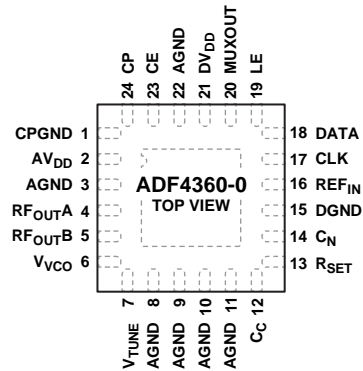 24 CP
23 CE
22 AGND
21 DVDD
20 MUXOUT
19 LE
CPGND 1
AVDD 2
AGND 3
RFOUTA 4
RFOUTB 5
VVCO 6
ADF4360-0
TOP VIEW
18 DATA
17 CLK
16 REFIN
15 DGND
14 CN
13 RSET
VTUNE 7
AGND 8
AGND 9
AGND 10
AGND 11
CC 12